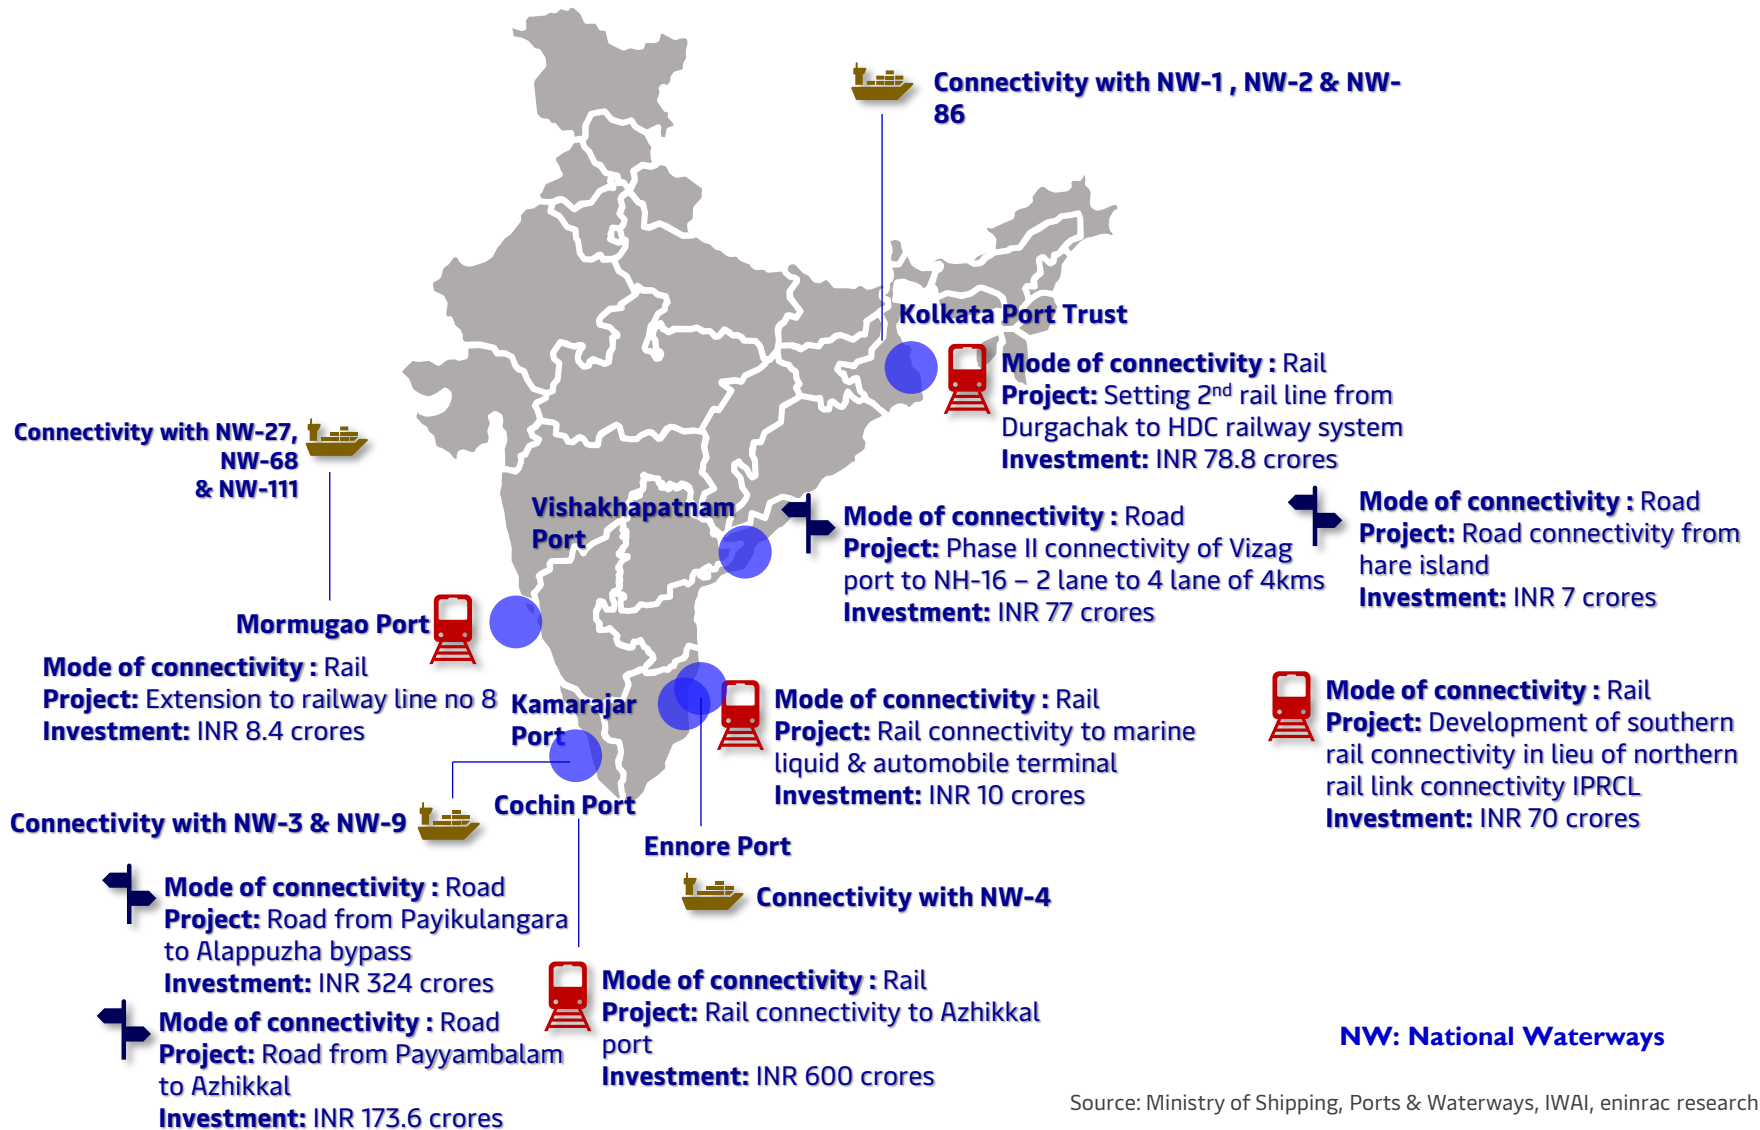 Connectivity with NW-1 , NW-2 & NW-
86
Kolkata Port Trust
Mode of connectivity : Rail
Project: Setting 2nd rail line from
Durgachak to HDC railway system
Investment: INR 78.8 crores
Connectivity with NW-27,
NW-68
& NW-111
Vishakhapatnam
Port
Mode of connectivity : Road
Project: Phase II connectivity of Vizag
port to NH-16 – 2 lane to 4 lane of 4kms
Investment: INR 77 crores
Mode of connectivity : Road
Project: Road connectivity from
hare island
Investment: INR 7 crores
Mormugao Port
Mode of connectivity : Rail
Project: Extension to railway line no 8
Investment: INR 8.4 crores
Kamarajar
Port
Mode of connectivity : Rail
Project: Rail connectivity to marine
liquid & automobile terminal
Investment: INR 10 crores
Mode of connectivity : Rail
Project: Development of southern
rail connectivity in lieu of northern
rail link connectivity IPRCL
Investment: INR 70 crores
Cochin Port
Connectivity with NW-3 & NW-9
Ennore Port
Connectivity with NW-4
Mode of connectivity : Road
Project: Road from Payikulangara
to Alappuzha bypass
Investment: INR 324 crores
Mode of connectivity : Road
Project: Road from Payyambalam
to Azhikkal
Investment: INR 173.6 crores
Mode of connectivity : Rail
Project: Rail connectivity to Azhikkal
port
Investment: INR 600 crores
NW: National Waterways
Source: Ministry of Shipping, Ports & Waterways, IWAI, eninrac research